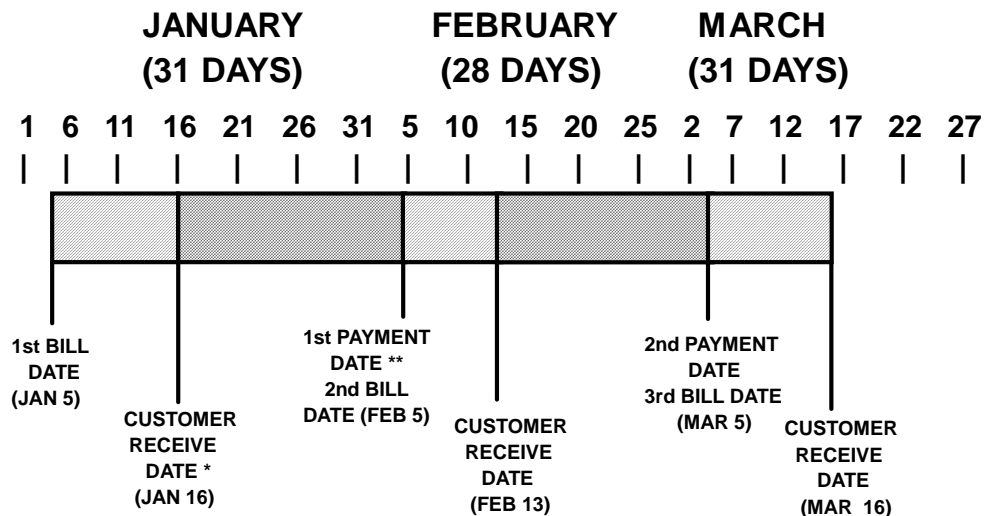 JANUARY FEBRUARY MARCH
(31 DAYS) (28 DAYS) (31 DAYS)
1 6 11 16 21 26 31 5 10 15 20 25 2 7 12 17 22 27
1st BILL
DATE
(JAN 5)
CUSTOMER
RECEIVE
DATE *
(JAN 16)
1st PAYMENT
DATE **
2nd BILL
DATE (FEB 5)
CUSTOMER
RECEIVE
DATE
(FEB 13)
2nd PAYMENT
DATE
3rd BILL DATE
(MAR 5)
CUSTOMER
RECEIVE
DATE
(MAR 16)